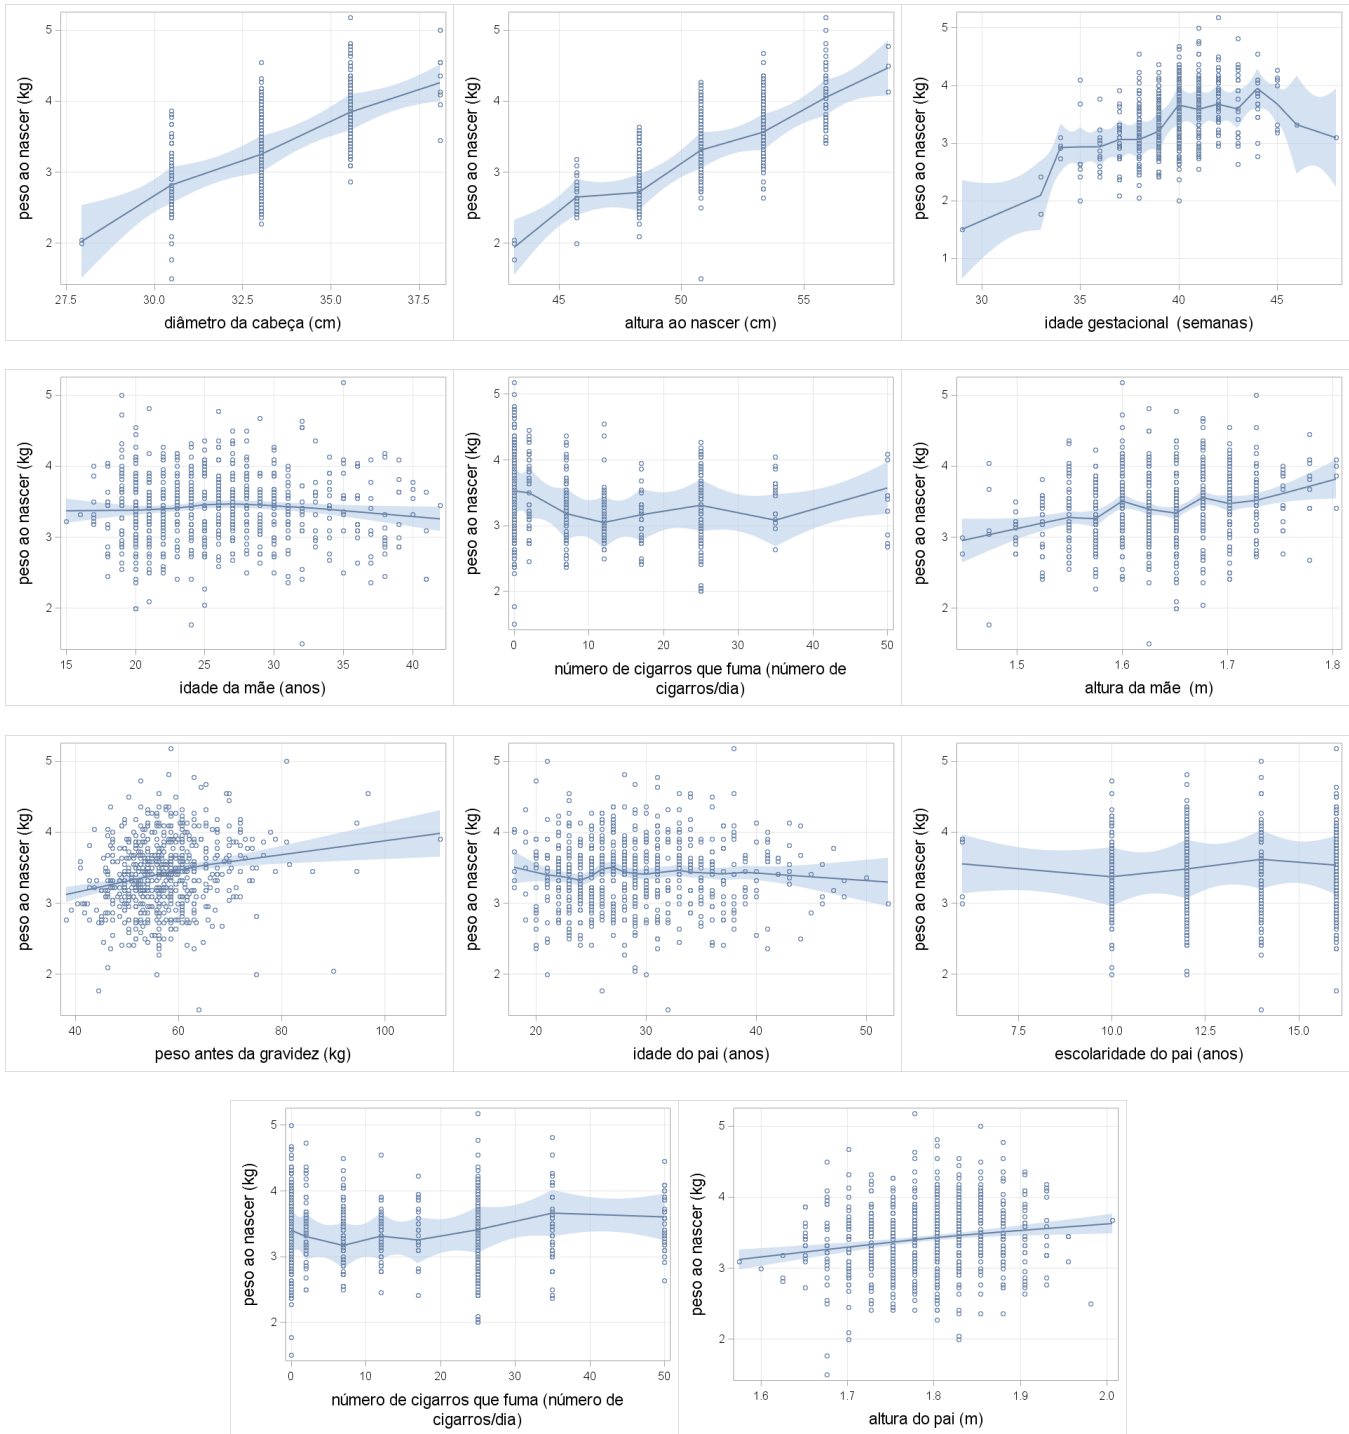 peso ao nascer (kg)
5
4
3
2
27.5 30.0 32.5 35.0 37.5
diâmetro da cabeça (cm)
peso ao nascer (kg)
5
4
3
2
45 50 55
altura ao nascer (cm)
peso ao nascer (kg)
5
4
3
2
1
30 35 40 45
idade gestacional (semanas)
peso ao nascer (kg)
5
4
3
2
15 20 25 30 35 40
idade da mãe (anos)
peso ao nascer (kg)
5
4
3
2
0 10 20 30 40 50
número de cigarros que fuma (número de
cigarros/dia)
peso ao nascer (kg)
5
4
3
2
1.5 1.6 1.7 1.8
altura da mãe (m)
peso ao nascer (kg)
5
4
3
2
40 60 80 100
peso antes da gravidez (kg)
peso ao nascer (kg)
5
4
3
2
20 30 40 50
idade do pai (anos)
peso ao nascer (kg)
5
4
3
2
7.5 10.0 12.5 15.0
escolaridade do pai (anos)
peso ao nascer (kg)
5
4
3
2
0 10 20 30 40 50
número de cigarros que fuma (número de
cigarros/dia)
peso ao nascer (kg)
5
4
3
2
1.6 1.7 1.8 1.9 2.0
altura do pai (m)